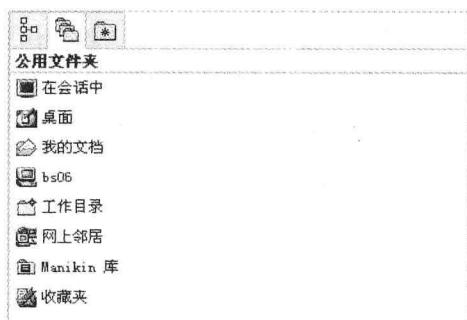 公用文件夹
在会话中
桌面
我的文档
bs06
工作目录
网上邻居
Manikin 库
收藏夹